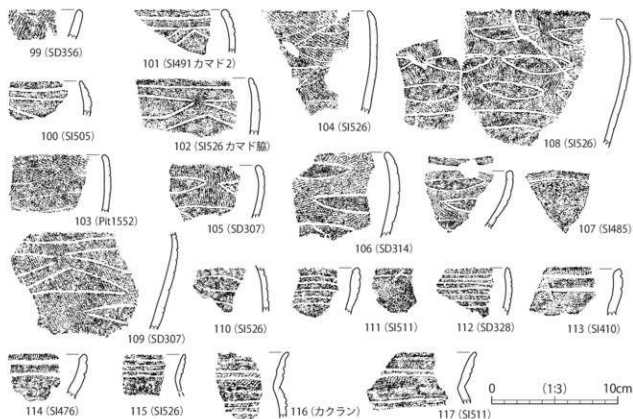 99（SD356）
100（SI505）
101（SI491 カマド 2）
102（SI526 カマド脇）
103（Pit1552）
104（SI526）
105（SD307）
106（SD314）
107（SI485）
108（SI526）
109（SD307）
110（SI526）
111（SI511）
112（SD328）
113（SI410）
114（SI476）
115（SI526）
116（カクラン）
117（SI511）
0 (1:3) 10cm